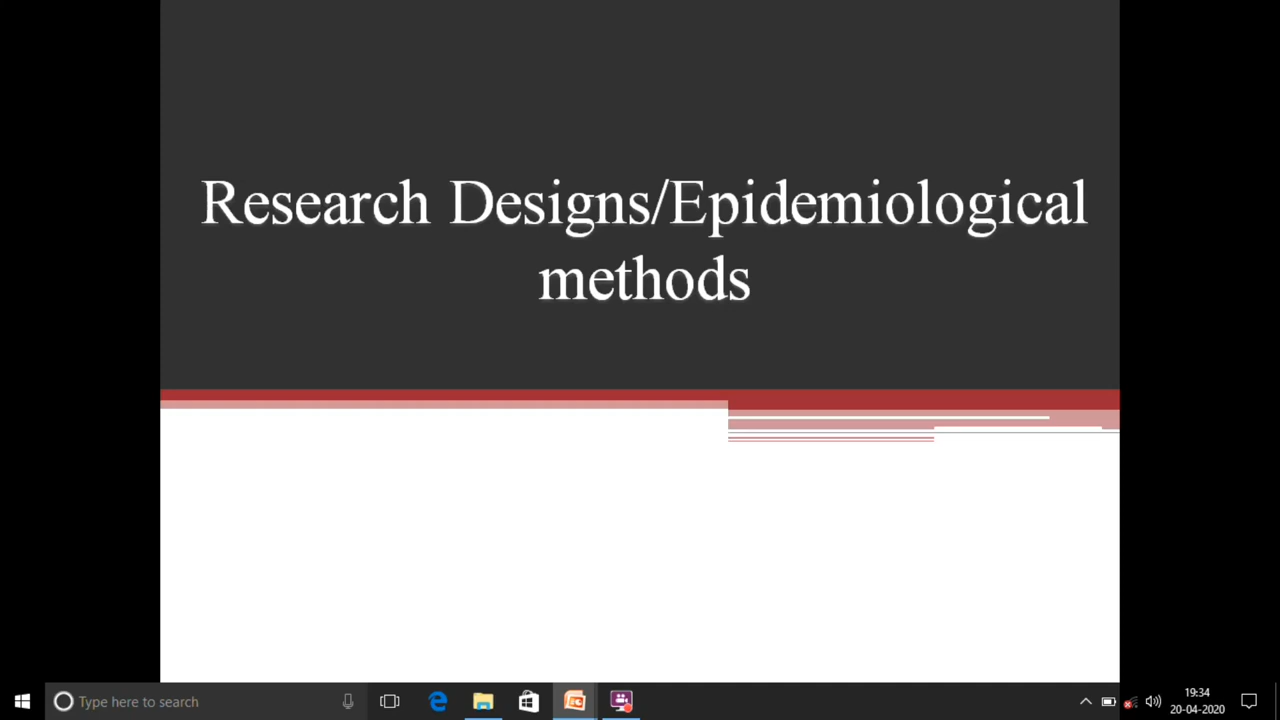 Research Designs/Epidemiological
methods
Type here to search
19:34
20-04-2020